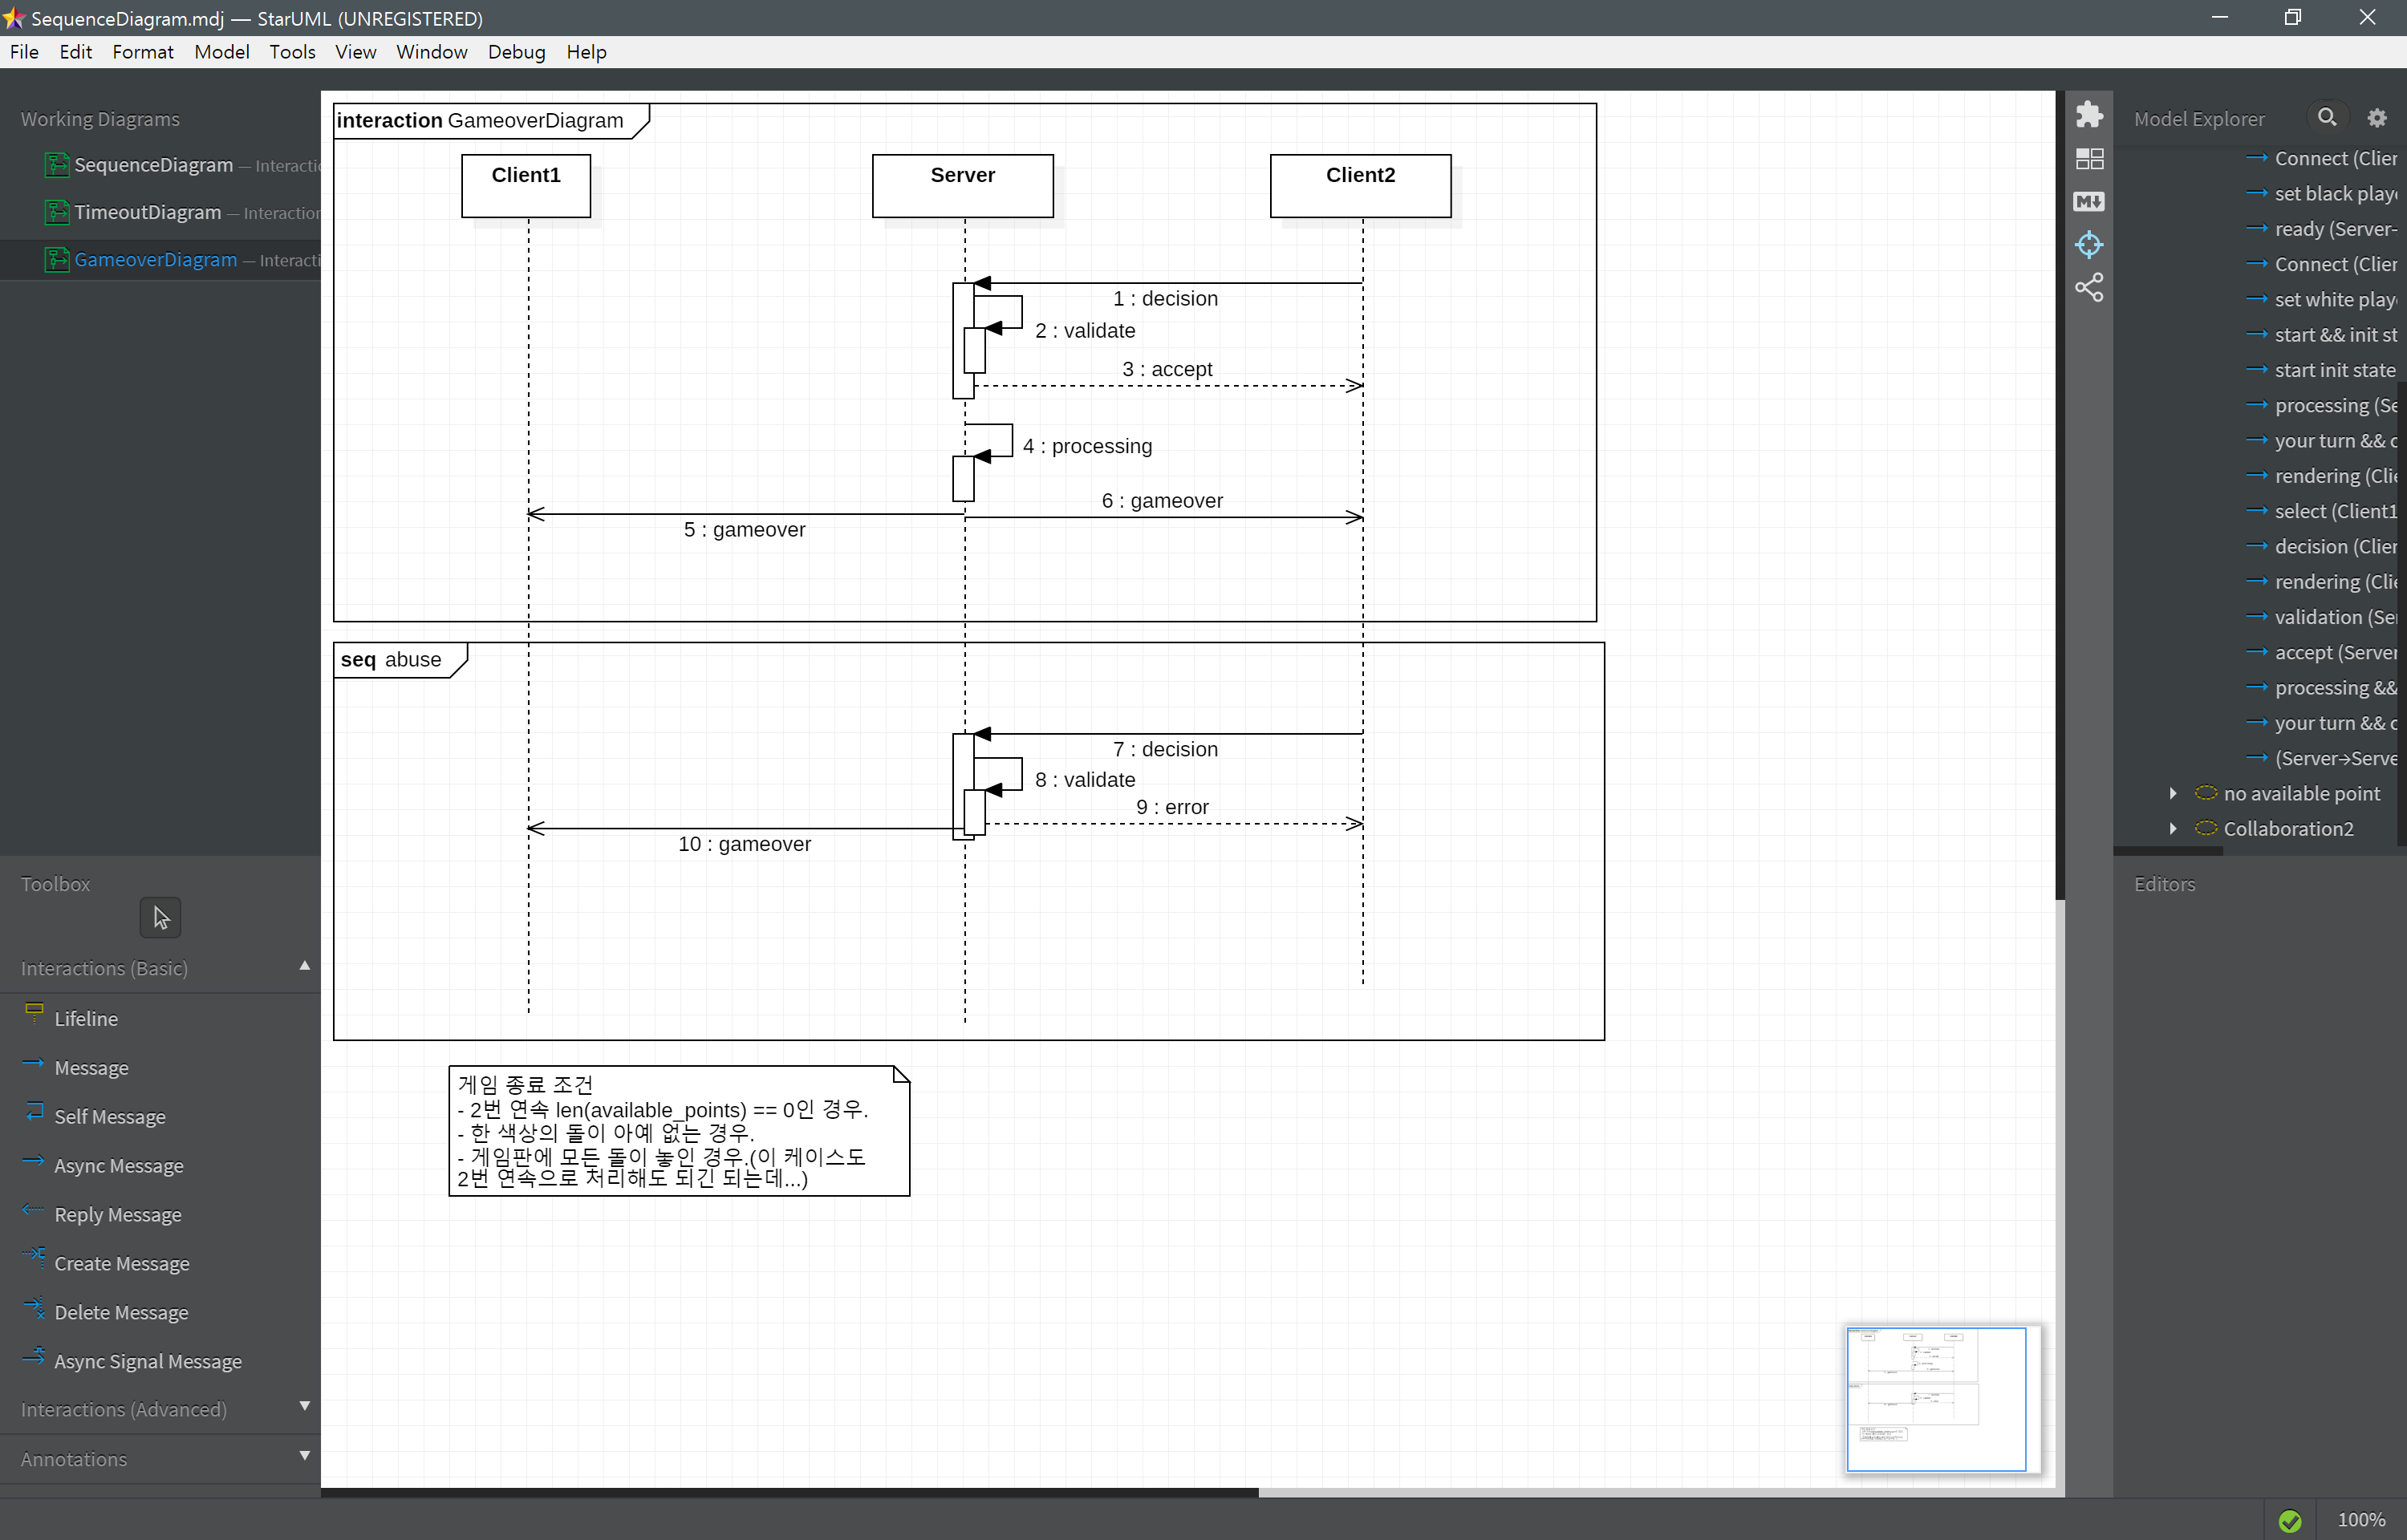 SequenceDiagram.mdj — StarUML (UNREGISTERED)
File Edit Format Model Tools View Window Debug Help
Working Diagrams
SequenceDiagram — Interactio
TimeoutDiagram — Interaction
GameoverDiagram — Interacti
Toolbox
Interactions (Basic)
Lifeline
Message
Self Message
Async Message
Reply Message
Create Message
Delete Message
Async Signal Message
Interactions (Advanced)
Annotations
interaction GameoverDiagram
Client1
Server
Client2
1 : decision
2 : validate
3 : accept
4 : processing
6 : gameover
5 : gameover
seq abuse
7 : decision
8 : validate
9 : error
10 : gameover
게임 종료 조건
- 2번 연속 len(available_points) == 0인 경우.
- 한 색상의 돌이 아예 없는 경우.
- 게임판에 모든 돌이 놓인 경우.(이 케이스도
2번 연속으로 처리해도 되긴 되는데...)
M
Model Explorer
Connect (Clier
set black play
ready (Server-
Connect (Clier
set white play
start && init st
start init state
processing (Se
your turn && c
rendering (Clie
select (Client1
decision (Clier
rendering (Clie
validation (Se
accept (Server
processing &&
your turn && c
(Server→Serve
no available point
Collaboration2
Editors
100%